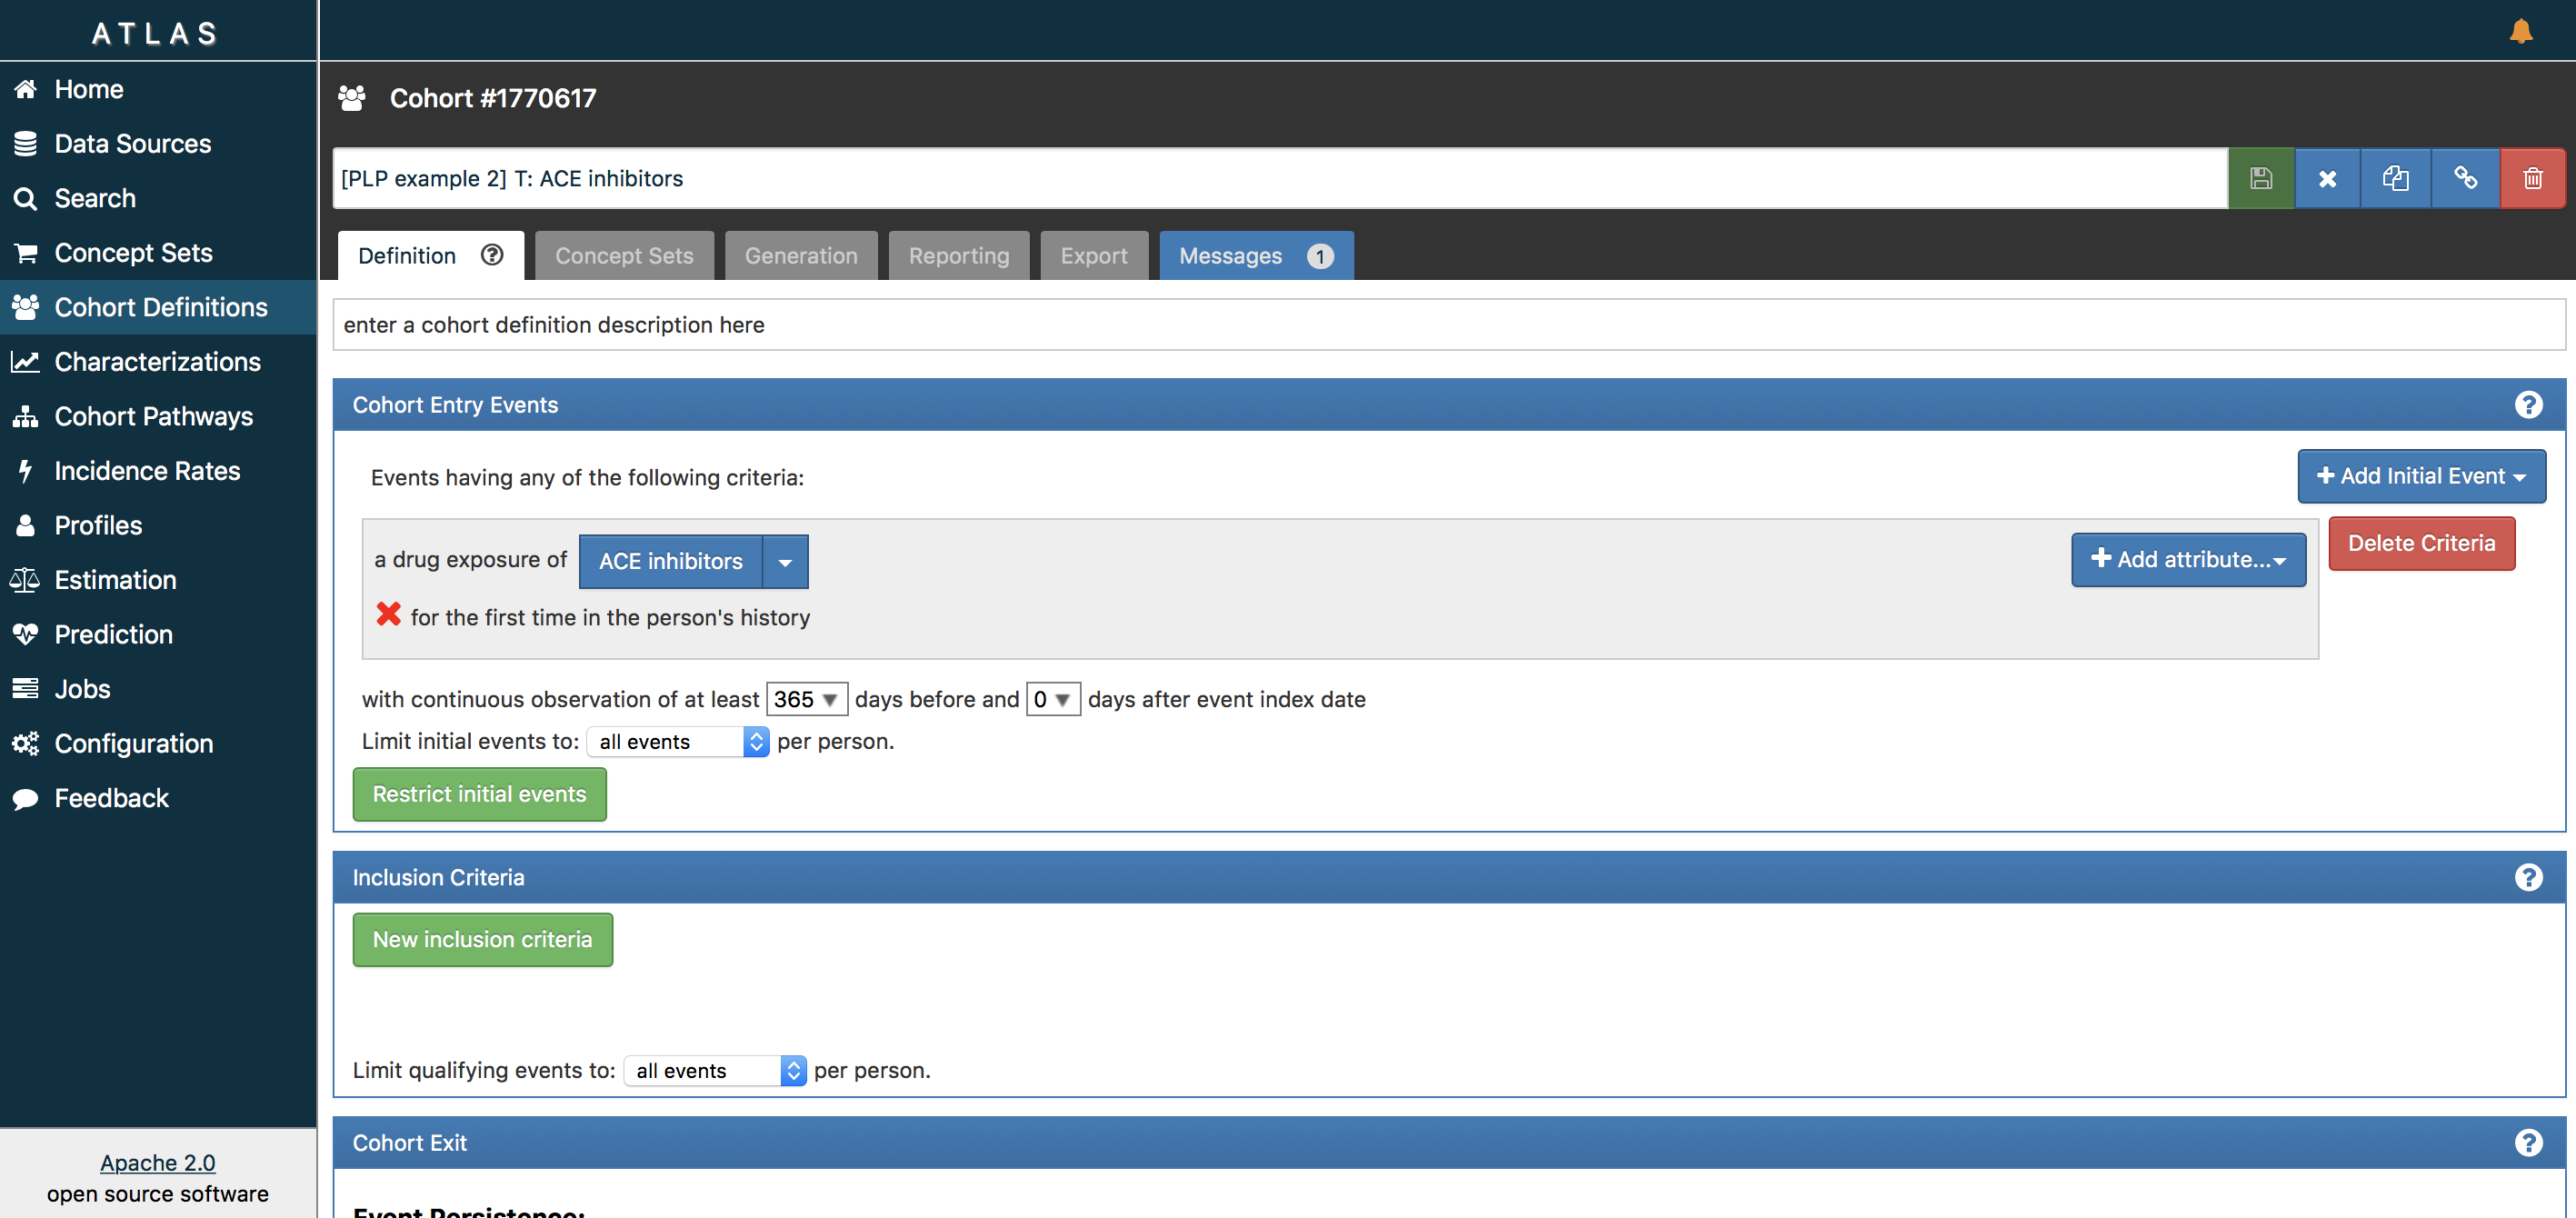 ATLAS
Home
Data Sources
Search
Concept Sets
Cohort Definitions
Characterizations
Cohort Pathways
Incidence Rates
Profiles
Estimation
Prediction
Jobs
Configuration
Feedback
Apache 2.0
open source software
Cohort #1770617
[PLP example 2] T: ACE inhibitors
Definition Concept Sets Generation Reporting Export Messages 1
enter a cohort definition description here
Cohort Entry Events
Events having any of the following criteria:
Add Initial Event
a drug exposure of ACE inhibitors
Add attribute...
Delete Criteria
for the first time in the person's history
with continuous observation of at least 365 days before and 0 days after event index date
Limit initial events to: all events per person.
Restrict initial events
Inclusion Criteria
New inclusion criteria
Limit qualifying events to: all events per person.
Cohort Exit
Event Persistence: